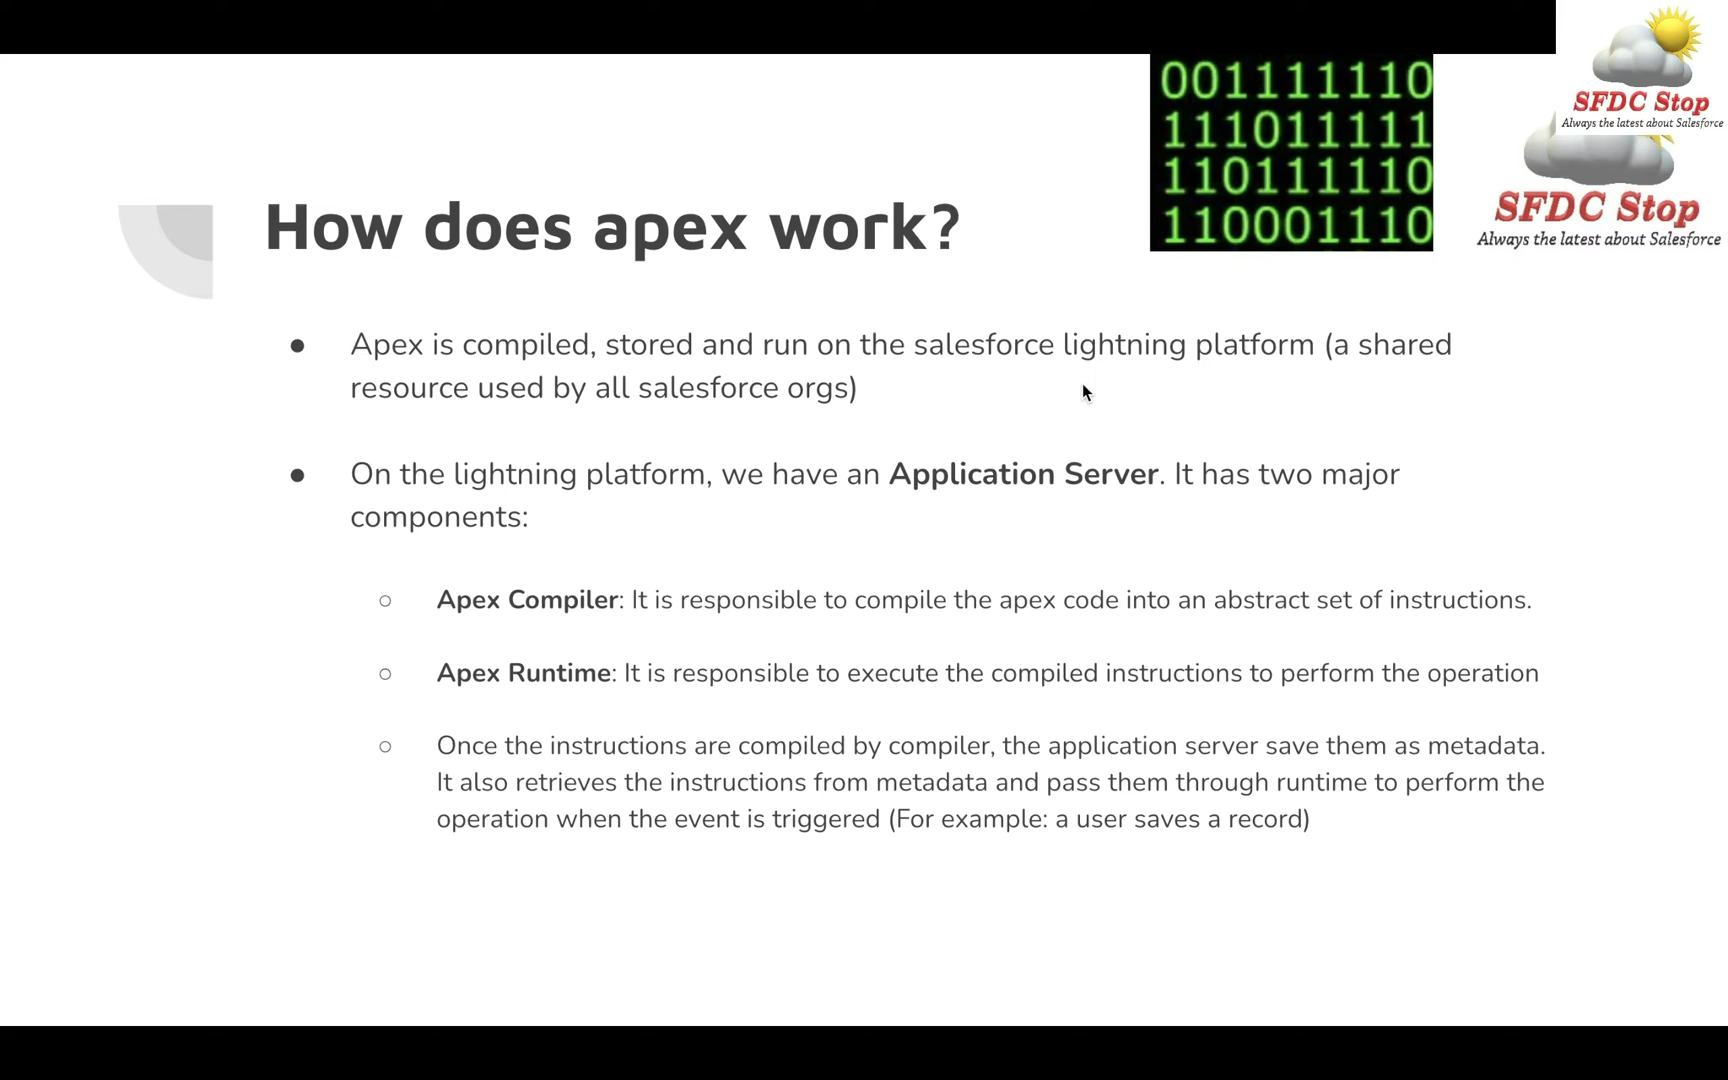 001111110
111011111
110111110
110001110
SFDC Stop
Always the latest about Salesforce
SFDC Stop
Always the latest about Salesforce
How does apex work?
● Apex is compiled, stored and run on the salesforce lightning platform (a shared
resource used by all salesforce orgs)
● On the lightning platform, we have an Application Server. It has two major
components:
○ Apex Compiler: It is responsible to compile the apex code into an abstract set of instructions.
○ Apex Runtime: It is responsible to execute the compiled instructions to perform the operation
○ Once the instructions are compiled by compiler, the application server save them as metadata.
It also retrieves the instructions from metadata and pass them through runtime to perform the
operation when the event is triggered (For example: a user saves a record)